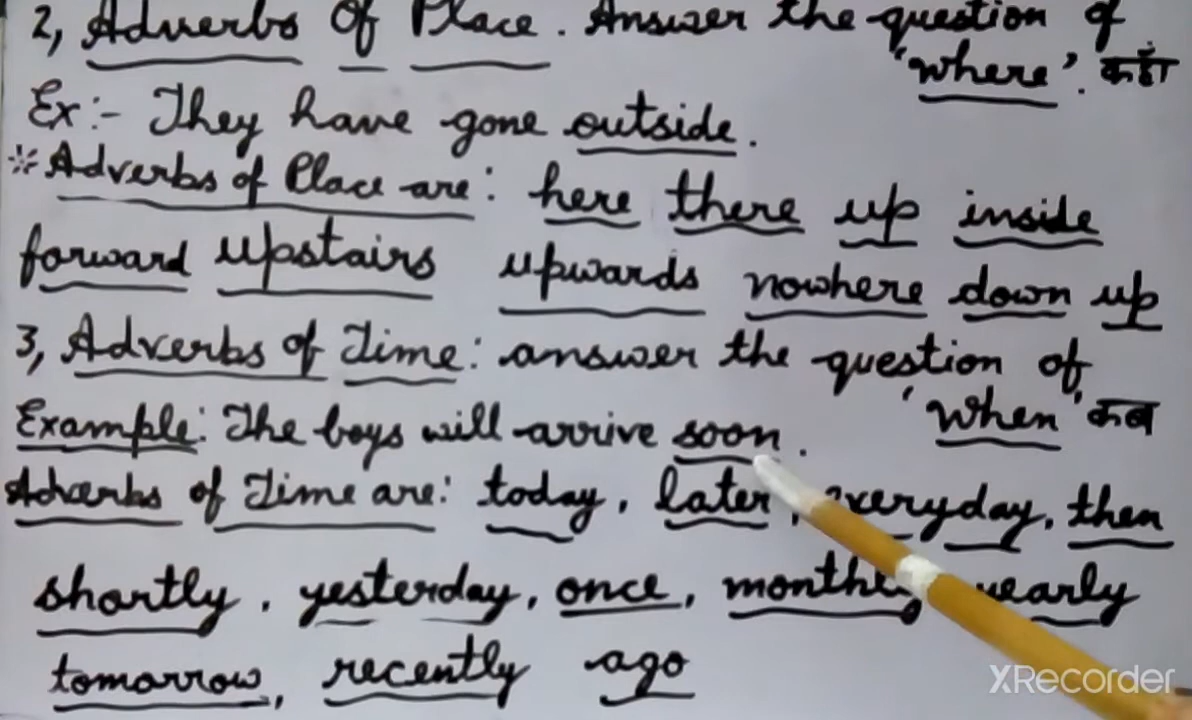 2, Adverbs Of Place. Answer the question of
'where'. कहाँ
Ex:- They have gone outside.
* Adverbs of Place are: here there up inside
forward upstairs upwards nowhere down up
3, Adverbs of Time: answer the question of
'when' कब
Example: The boys will arrive soon.
Adverbs of Time are: today, later, everyday, then
shortly, yesterday, once, monthly yearly
tomorrow, recently ago
XRecorder